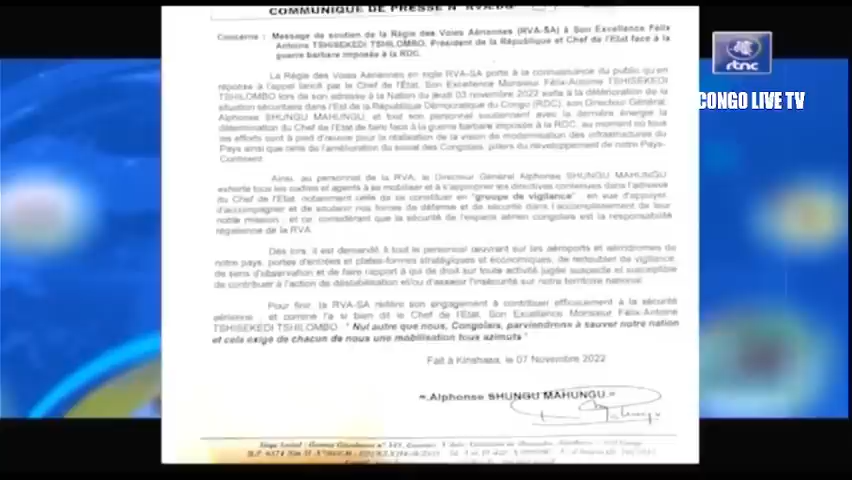 COMMUNIQUE DE PRESSE N°
Concerne : Message de soutien de la Régie des Voies Aériennes (RVA-SA) à Son Excellence Félix
Antoine TSHISEKEDI TSHILOMBO, Président de la République et Chef de l'Etat face à la
guerre barbare imposée à la RDC.
rtnc
CONGO LIVE TV
La Régie des Voies Aériennes en sigle RVA-SA porte à la connaissance du public qu'en
réponse à l'appel lancé par le Chef de l'Etat, Son Excellence Monsieur Félix-Antoine TSHISEKEDI
TSHILOMBO lors de son adresse à la Nation du jeudi 03 novembre 2022 suite à la détérioration de la
situation sécuritaire dans l'Est de la République Démocratique du Congo (RDC), son Directeur Général,
Alphonse SHUNGU MAHUNGU, et tout son personnel soutiennent avec la dernière énergie la
détermination du Chef de l'Etat de faire face à la guerre barbare imposée à la RDC, au moment où tous
les efforts sont à pied d'œuvre pour la réalisation de la vision de modernisation des infrastructures du
Pays ainsi que celle de l'amélioration du social des Congolais, piliers du développement de notre Pays-
Continent.
Ainsi, au personnel de la RVA, le Directeur Général Alphonse SHUNGU MAHUNGU
exhorte tous les cadres et agents à se mobiliser et à s'approprier les directives contenues dans l'adresse
du Chef de l'Etat, notamment celle de se constituer en "groupe de vigilance" en vue d'appuyer,
d'accompagner et de soutenir nos forces de défense et de sécurité dans l'accomplissement de leur
noble mission ; et ce, considérant que la sécurité de l'espace aérien congolais est la responsabilité
régalienne de la RVA.
Dès lors, il est demandé à tout le personnel œuvrant sur les aéroports et aérodromes de
notre pays, portes d'entrées et plates-formes stratégiques et économiques, de redoubler de vigilance,
de sens d'observation et de faire rapport à qui de droit sur toute activité jugée suspecte et susceptible
de contribuer à l'action de déstabilisation et/ou d'asseoir l'insécurité sur notre territoire national.
Pour finir, la RVA-SA réitère son engagement à contribuer efficacement à la sécurité
aérienne ; et comme l'a si bien dit le Chef de l'Etat, Son Excellence Monsieur Félix-Antoine
TSHISEKEDI TSHILOMBO : " Nul autre que nous, Congolais, parviendrons à sauver notre nation
et cela exige de chacun de nous une mobilisation tous azimuts "
Fait à Kinshasa, le 07 Novembre 2022
Alphonse SHUNGU MAHUNGU.